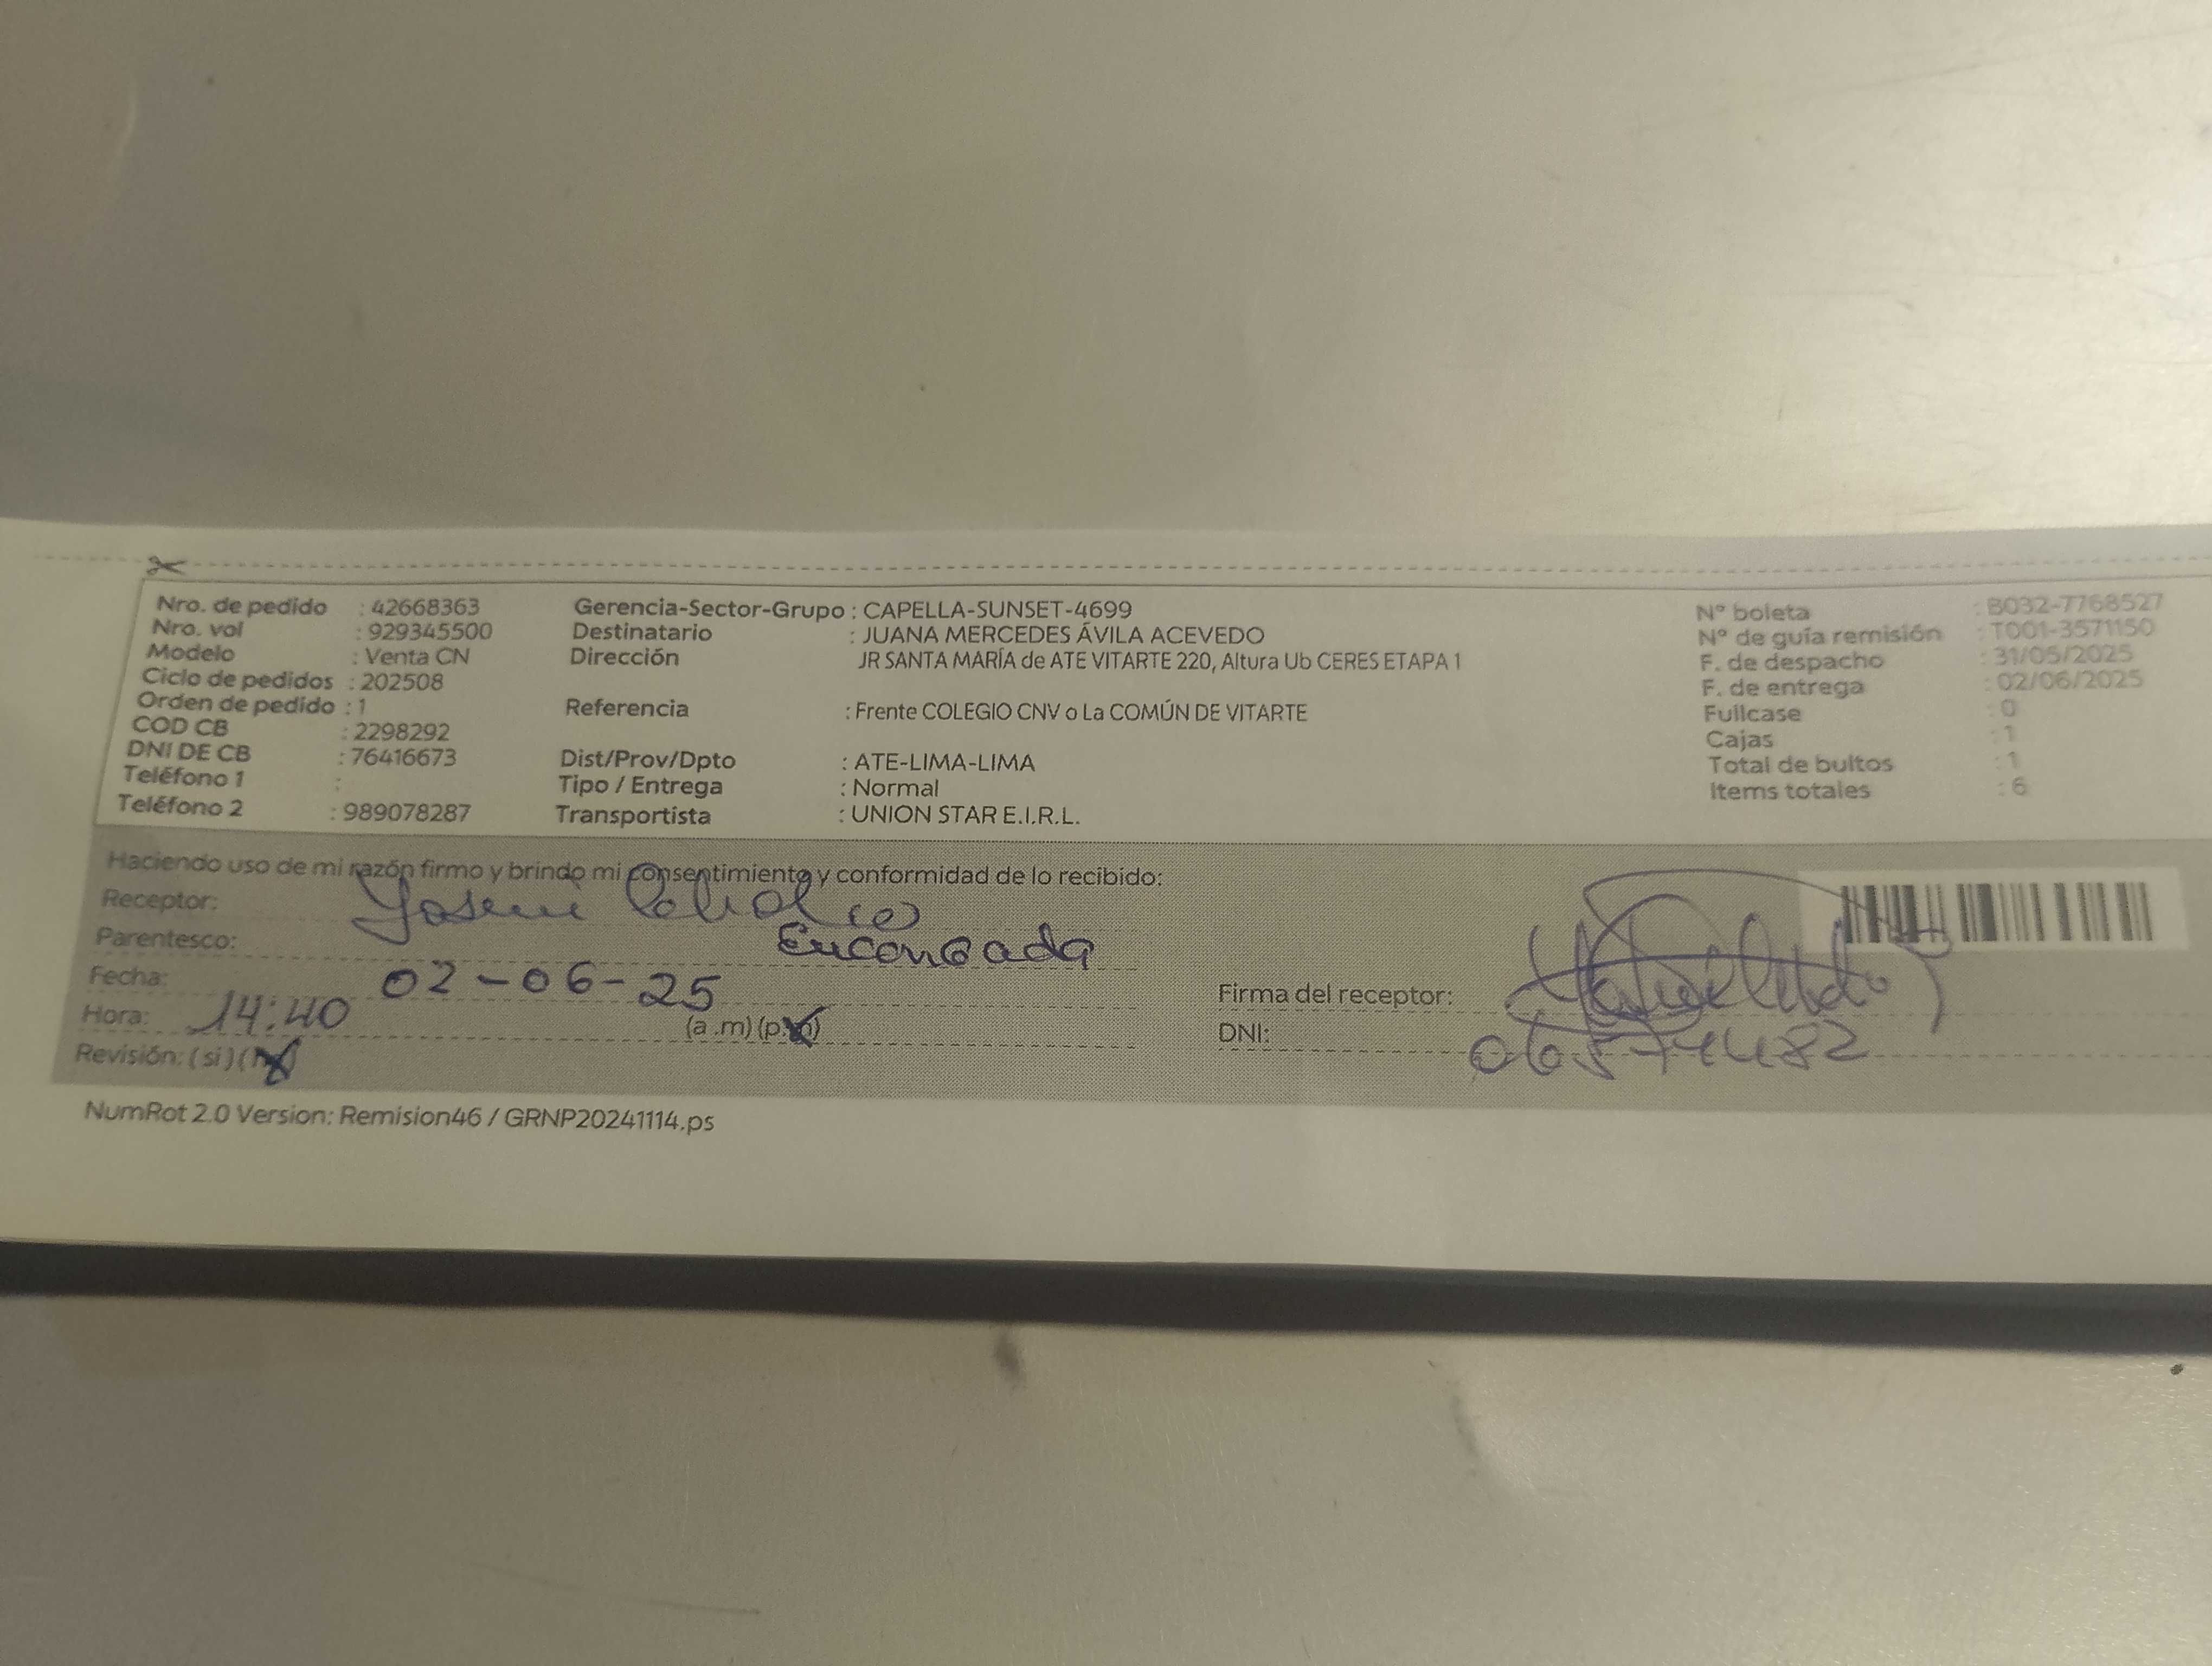 Nro. de pedido : 42668363
Nro. vol : 929345500
Modelo : Venta CN
Ciclo de pedidos : 202508
Orden de pedido : 1
COD CB : 2298292
DNI DE CB : 76416673
Teléfono 1 :
Teléfono 2 : 989078287
Gerencia-Sector-Grupo : CAPELLA-SUNSET-4699
Destinatario : JUANA MERCEDES ÁVILA ACEVEDO
Dirección JR SANTA MARÍA de ATE VITARTE 220, Altura Ub CERES ETAPA 1
Referencia : Frente COLEGIO CNV o La COMÚN DE VITARTE
Dist/Prov/Dpto : ATE-LIMA-LIMA
Tipo / Entrega : Normal
Transportista : UNION STAR E.I.R.L.
N° boleta : B032-7768527
N° de guía remisión : T001-3571150
F. de despacho : 31/05/2025
F. de entrega : 02/06/2025
Fullcase : 0
Cajas : 1
Total de bultos : 1
Items totales : 6
Haciendo uso de mi razón firmo y brindo mi consentimiento y conformidad de lo recibido:
Receptor:
Parentesco:
Fecha: 02-06-25
Hora: 14:40 (a.m) (p.m)
Revisión: (si) (
Firma del receptor:
DNI:
NumRot 2.0 Version: Remision46 / GRNP20241114.ps